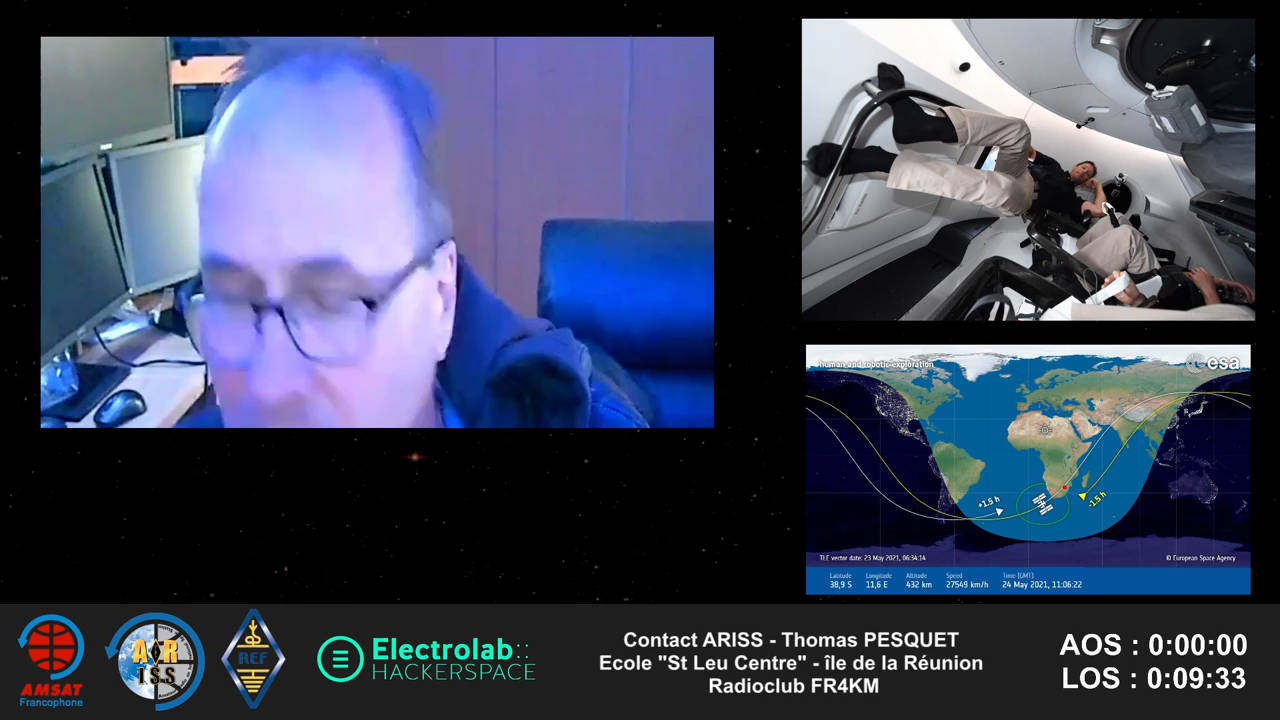 human and robotic exploration
esa
+1.5 h
-1.5 h
TLE vector date: 23 May 2021, 06:34:14
© European Space Agency
Latitude Longitude Altitude Speed Time (GMT)
38,9 S 11,6 E 432 km 27549 km/h 24 May 2021, 11:06:22
AMSAT
Francophone
AR
ISS
REF
Electrolab::
HACKERSPACE
Contact ARISS - Thomas PESQUET
Ecole "St Leu Centre" - île de la Réunion
Radioclub FR4KM
AOS : 0:00:00
LOS : 0:09:33